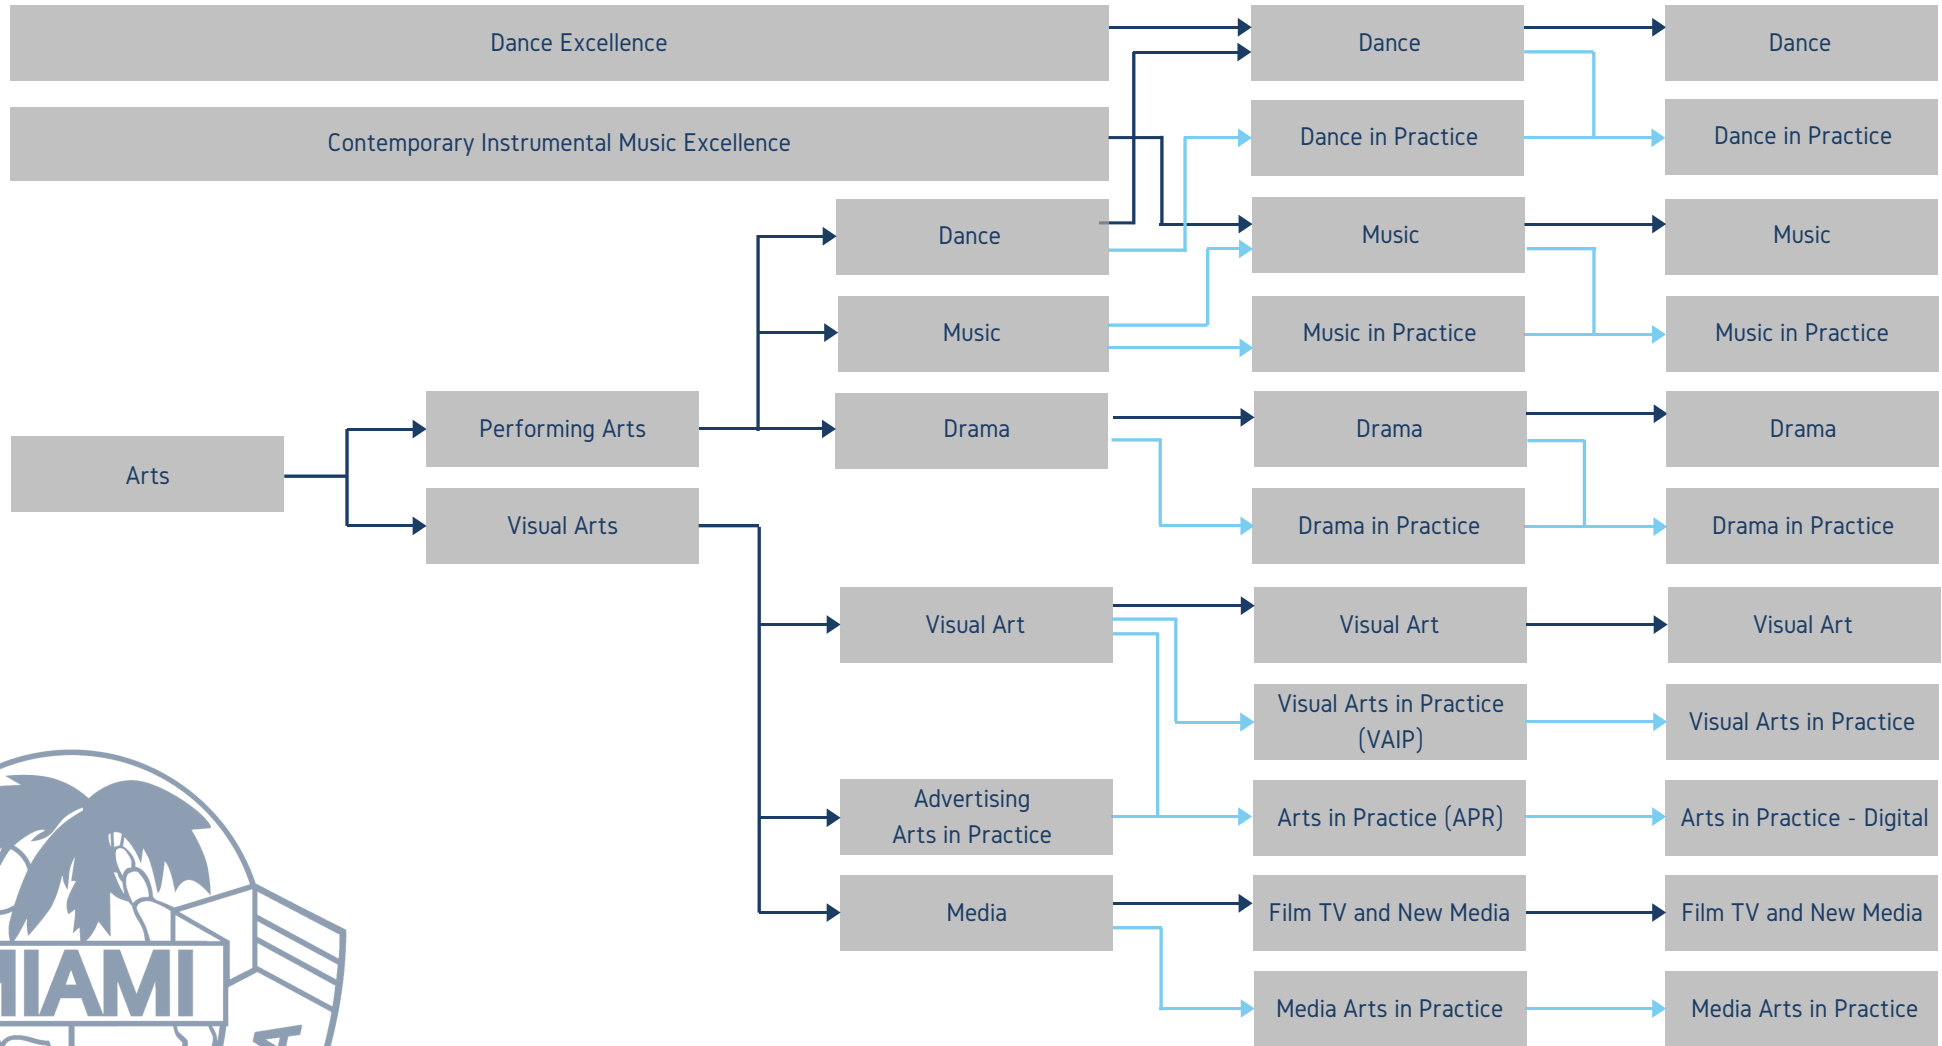 Dance Excellence
Dance
Dance
Contemporary Instrumental Music Excellence
Dance in Practice
Dance in Practice
Dance
Music
Music
Music
Music in Practice
Music in Practice
Performing Arts
Drama
Drama
Drama
Arts
Visual Arts
Drama in Practice
Drama in Practice
Visual Art
Visual Art
Visual Art
Visual Arts in Practice
(VAIP)
Visual Arts in Practice
Advertising
Arts in Practice
Arts in Practice (APR)
Arts in Practice - Digital
Media
Film TV and New Media
Film TV and New Media
Media Arts in Practice
Media Arts in Practice
MIAMI
A